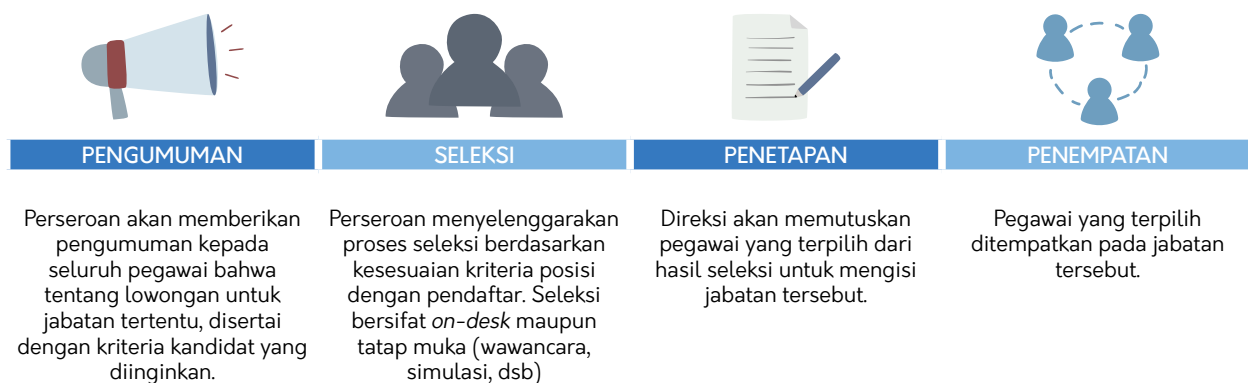 PENGUMUMAN
Perseroan akan memberikan
pengumuman kepada
seluruh pegawai bahwa
tentang lowongan untuk
jabatan tertentu, disertai
dengan kriteria kandidat yang
diinginkan.
SELEKSI
Perseroan menyelenggarakan
proses seleksi berdasarkan
kesesuaian kriteria posisi
dengan pendaftar. Seleksi
bersifat on-desk maupun
tatap muka (wawancara,
simulasi, dsb)
PENETAPAN
Direksi akan memutuskan
pegawai yang terpilih dari
hasil seleksi untuk mengisi
jabatan tersebut.
PENEMPATAN
Pegawai yang terpilih
ditempatkan pada jabatan
tersebut.